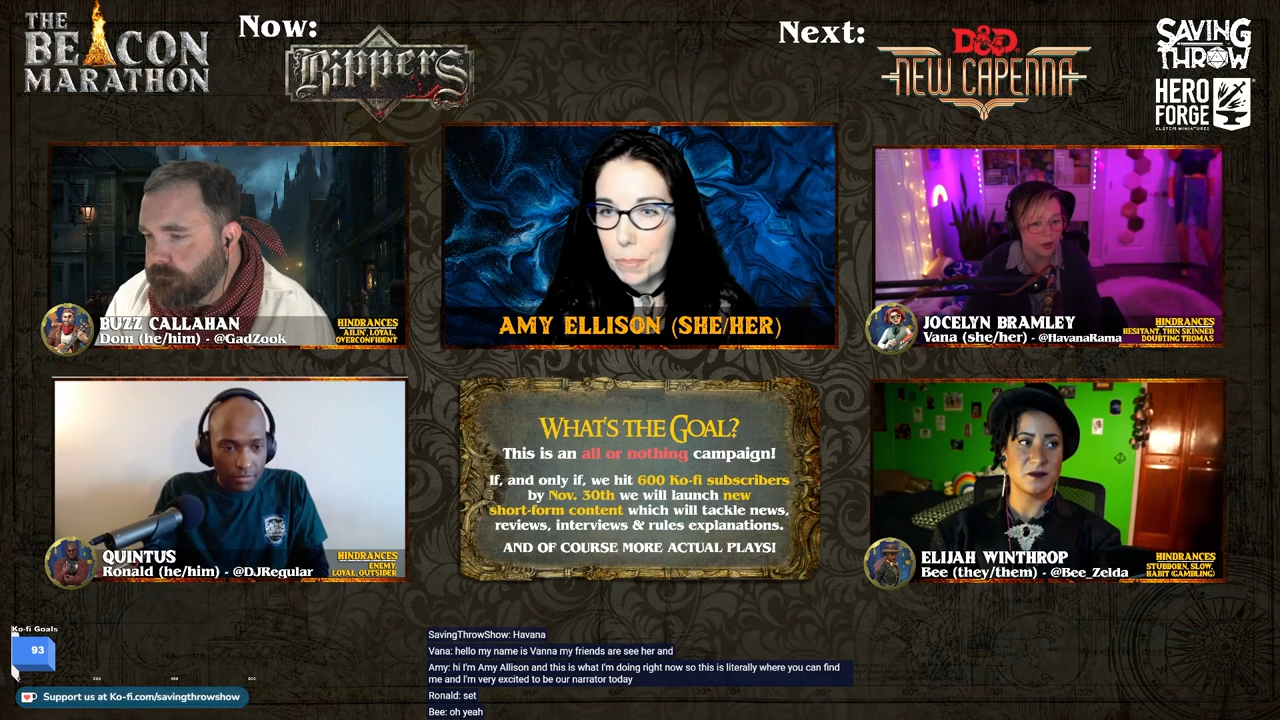 THE
BEACON
MARATHON
Now:
Rippers
Next:
D&D
NEW CAPENNA
SAVING
THROW
HERO
FORGE
CUSTOM MINIATURES
BUZZ CALLAHAN
Dom (he/him) - @GadZook
HINDRANCES
AILIN', LOYAL,
OVERCONFIDENT
AMY ELLISON (SHE/HER)
JOCELYN BRAMLEY
Vana (she/her) - @HavanaRama
HINDRANCES
HESITANT, THIN SKINNED
DOUBTING THOMAS
QUINTUS
Ronald (he/him) - @DJRegular
HINDRANCES
ENEMY,
LOYAL, OUTSIDER
WHAT'S THE GOAL?
This is an all or nothing campaign!
If, and only if, we hit 600 Ko-fi subscribers
by Nov. 30th we will launch new
short-form content which will tackle news,
reviews, interviews & rules explanations.
AND OF COURSE MORE ACTUAL PLAYS!
ELIJAH WINTHROP
Bee (they/them) - @Bee_Zelda
HINDRANCES
STUBBORN, SLOW,
HABIT (GAMBLING)
Ko-fi Goals
93
200
400
600
Support us at Ko-fi.com/savingthrowshow
SavingThrowShow: Havana
Vana: hello my name is Vanna my friends are see her and
Amy: hi I'm Amy Allison and this is what I'm doing right now so this is literally where you can find
me and I'm very excited to be our narrator today
Ronald: set
Bee: oh yeah